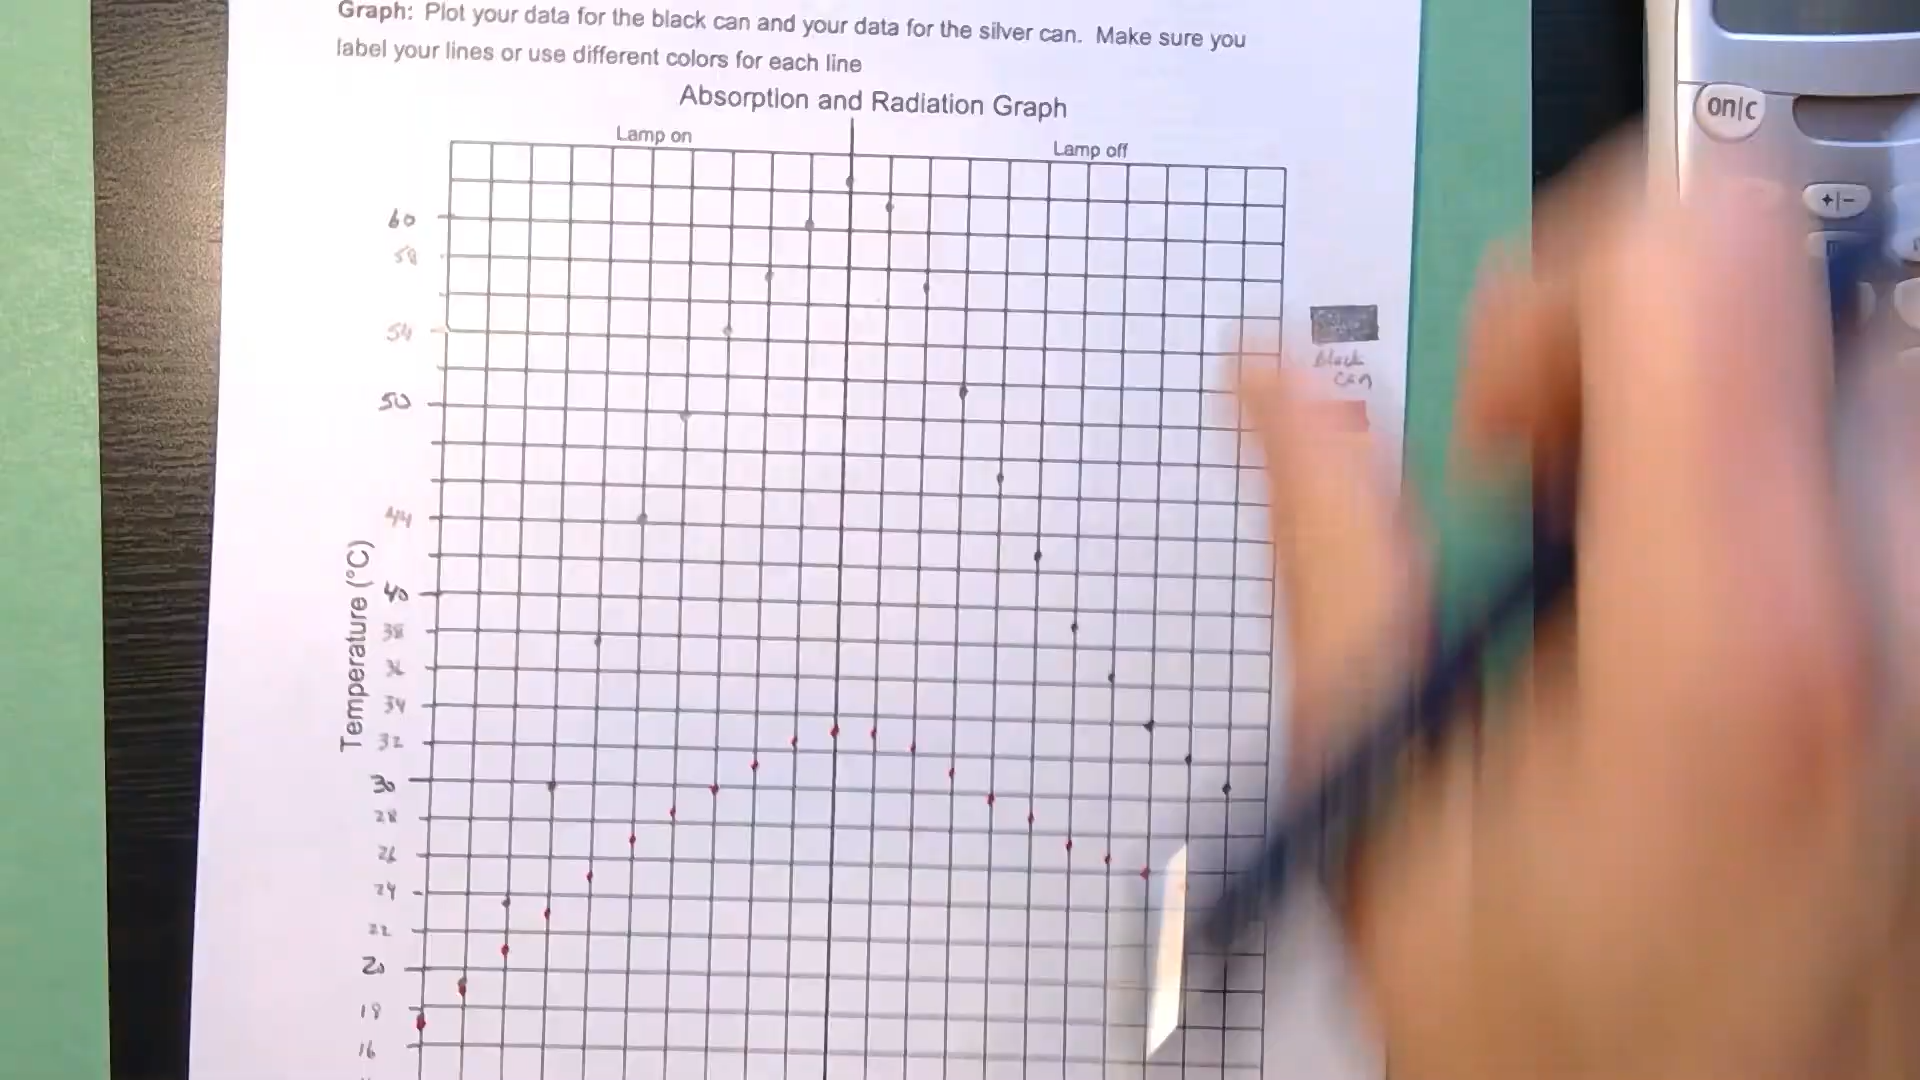 Graph: Plot your data for the black can and your data for the silver can. Make sure you
label your lines or use different colors for each line
Absorption and Radiation Graph
Lamp on
Lamp off
on|c
+|−
60
58
54
50
44
40
38
36
34
32
30
28
26
24
22
20
18
16
Temperature (°C)
Black
can